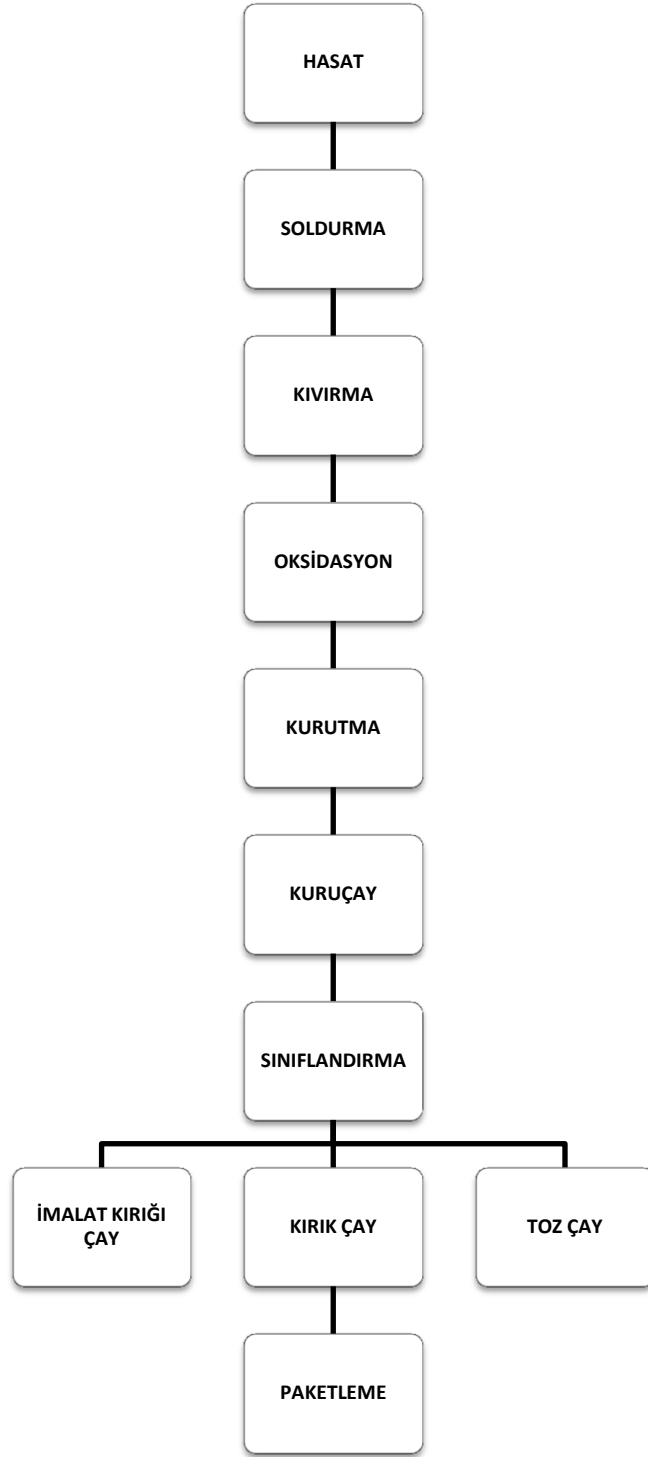 HASAT
SOLDURMA
KIVIRMA
OKSİDASYON
KURUTMA
KURUÇAY
SINIFLANDIRMA
İMALAT KIRIĞI
ÇAY
KIRIK ÇAY
TOZ ÇAY
PAKETLEME